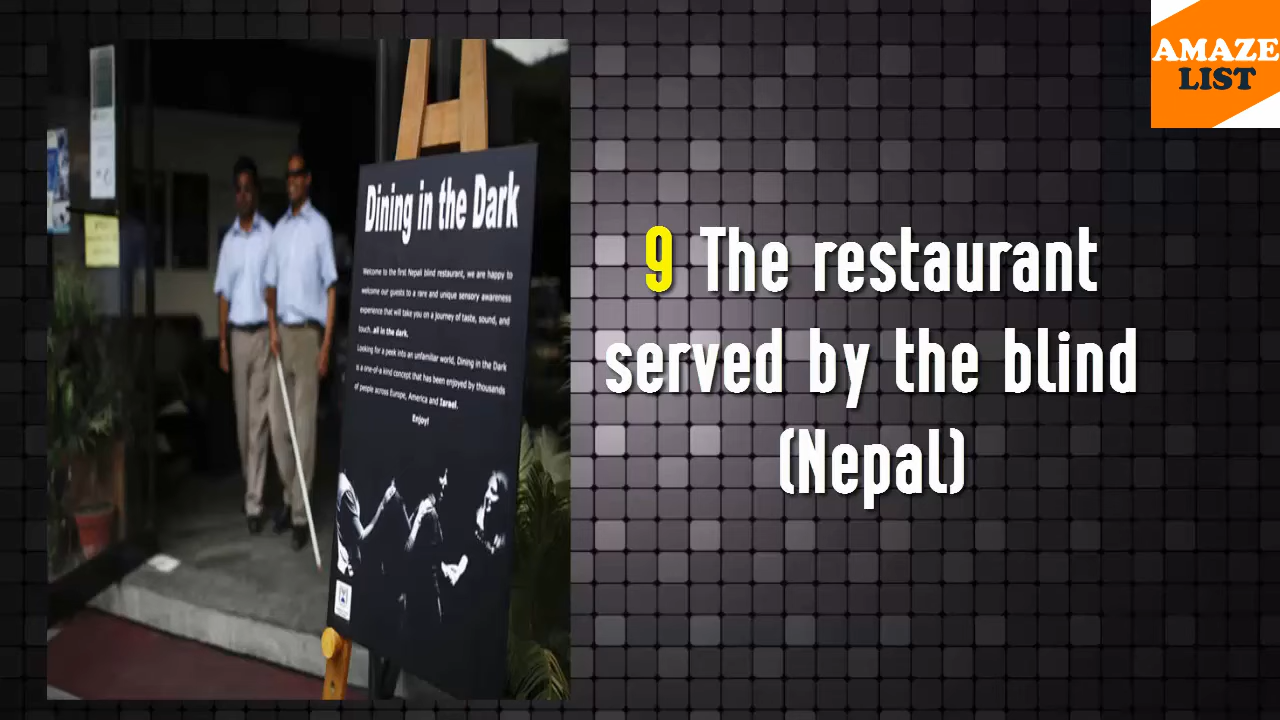 AMAZE
LIST
Dining in the Dark
Welcome to the first Nepali blind restaurant, we are happy to
welcome our guests to a rare and unique sensory awareness
experience that will take you on a journey of taste, sound, and
touch..all in the dark.
Looking for a peek into an unfamiliar world, Dining in the Dark
is a one-of-a kind concept that has been enjoyed by thousands
of people across Europe, America and Israel.
Enjoy!
9 The restaurant
served by the blind
(Nepal)